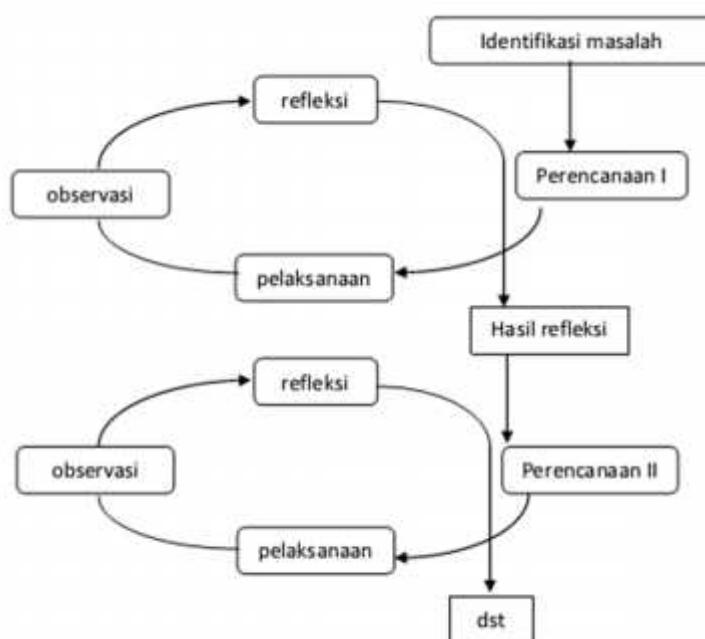 Identifikasi masalah
refleksi
Perencanaan I
observasi
pelaksanaan
Hasil refleksi
refleksi
observasi
Perencanaan II
pelaksanaan
dst